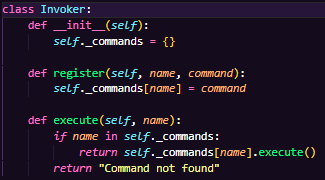 class Invoker:
    def __init__(self):
        self._commands = {}

    def register(self, name, command):
        self._commands[name] = command

    def execute(self, name):
        if name in self._commands:
            return self._commands[name].execute()
        return "Command not found"